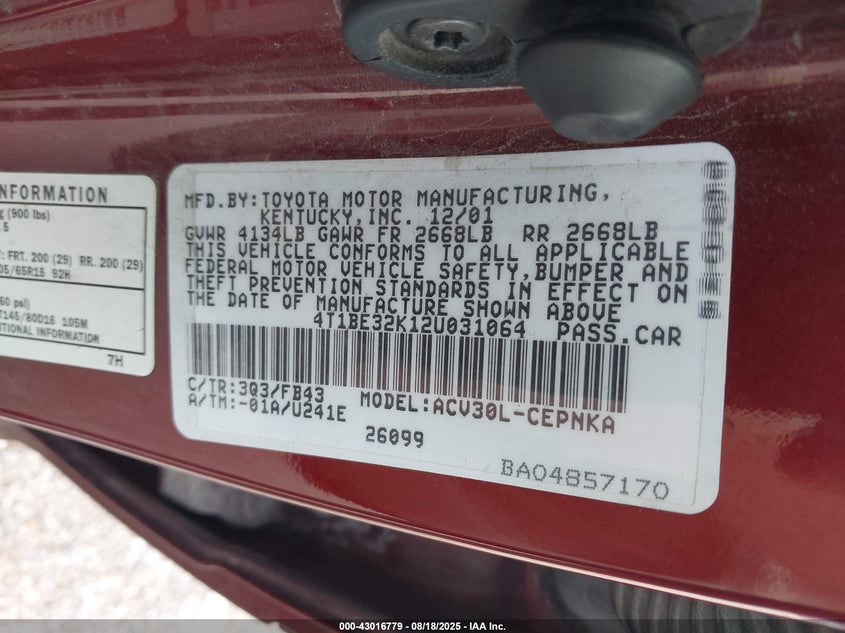 INFORMATION
(900 lbs)
5
FRT. 200 (29) RR. 200 (29)
05/65R15 92H
60 psi)
T145/80D16 105M
ITIONAL INFORMATION
7H
MFD.BY:TOYOTA MOTOR MANUFACTURING,
KENTUCKY,INC. 12/01
GVWR 4134LB GAWR FR 2668LB RR 2668LB
THIS VEHICLE CONFORMS TO ALL APPLICABLE
FEDERAL MOTOR VEHICLE SAFETY,BUMPER AND
THEFT PREVENTION STANDARDS IN EFFECT ON
THE DATE OF MANUFACTURE SHOWN ABOVE
4T1BE32K12U031064 PASS.CAR
C/TR:3Q3/FB43
A/TM:-01A/U241E MODEL:ACV30L-CEPNKA
26099
BA04857170
000-43016779 - 08/18/2025 - IAA Inc.